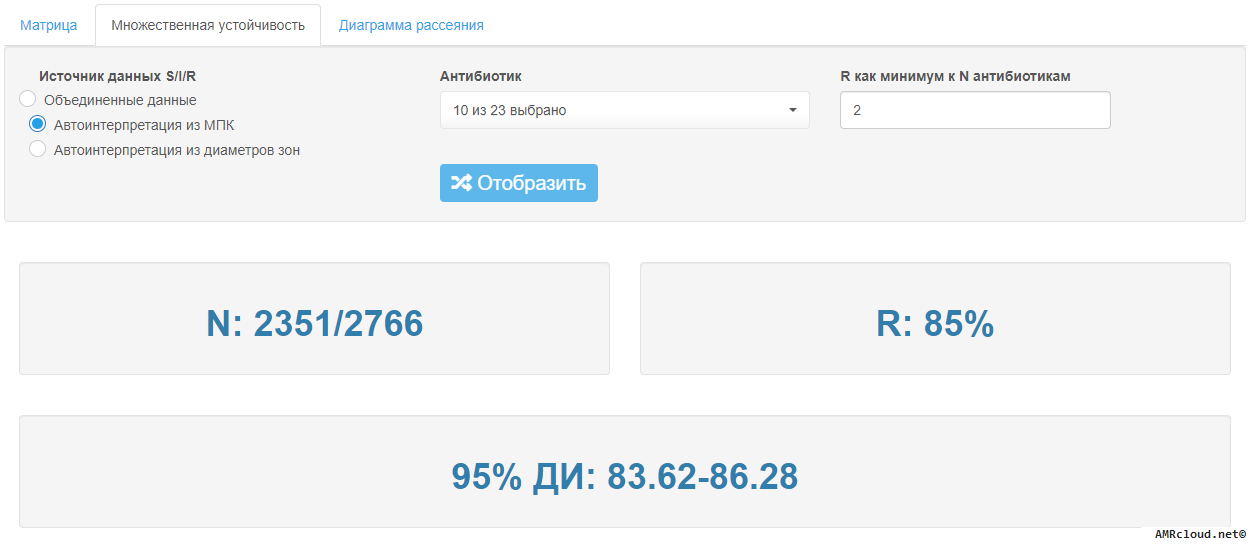 Матрица
Множественная устойчивость
Диаграмма рассеяния
Источник данных S/I/R
Объединенные данные
Автоинтерпретация из МПК
Автоинтерпретация из диаметров зон
Антибиотик
10 из 23 выбрано
R как минимум к N антибиотикам
2
Отобразить
N: 2351/2766
R: 85%
95% ДИ: 83.62-86.28
AMRcloud.net©